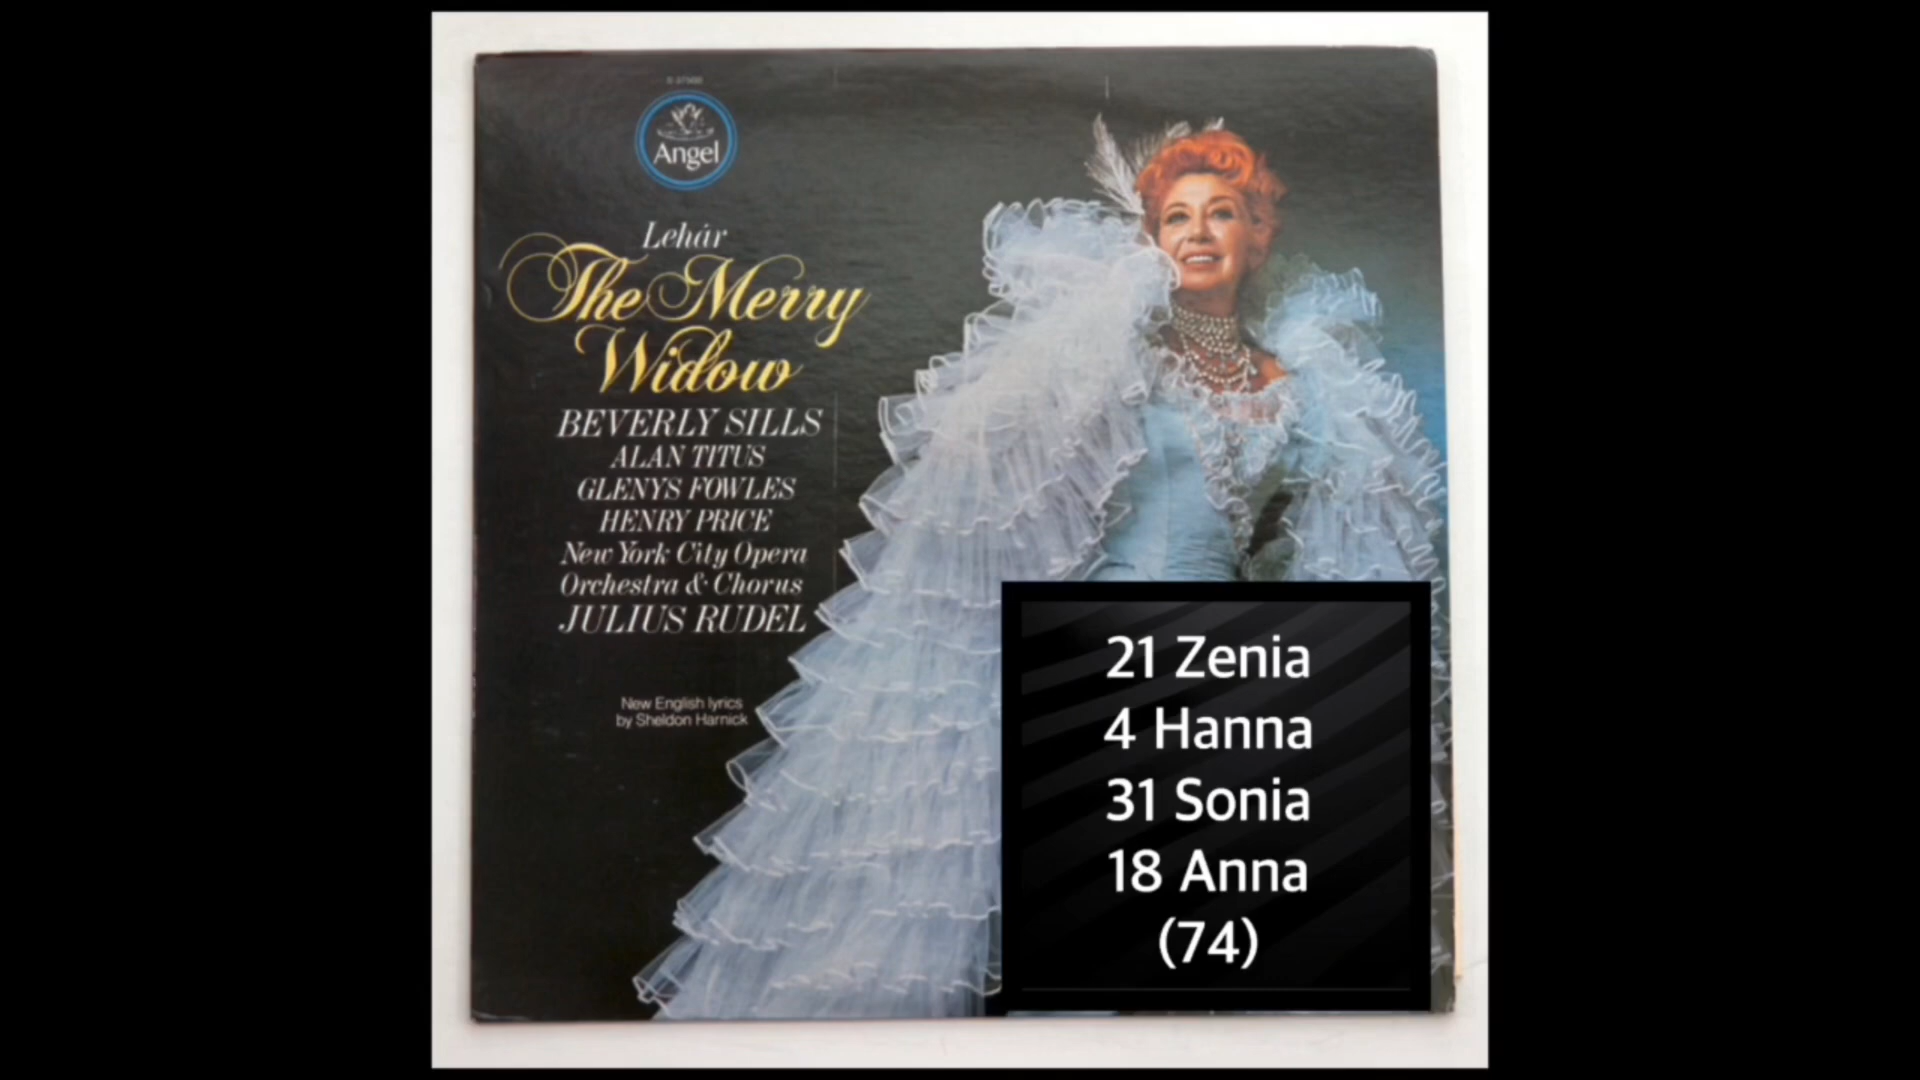 Angel
Lehár
The Merry
Widow
BEVERLY SILLS
ALAN TITUS
GLENYS FOWLES
HENRY PRICE
New York City Opera
Orchestra & Chorus
JULIUS RUDEL
New English lyrics
by Sheldon Harnick
21 Zenia
4 Hanna
31 Sonia
18 Anna
(74)